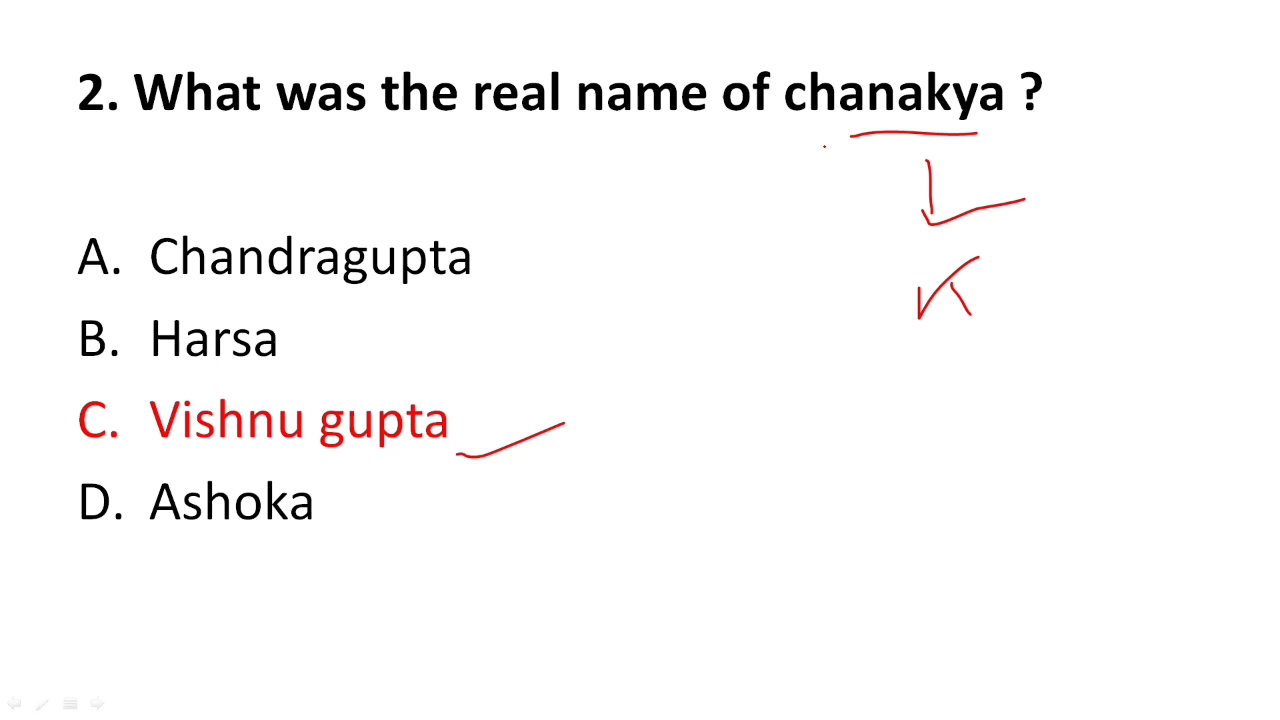 2. What was the real name of chanakya ?
A. Chandragupta
B. Harsa
C. Vishnu gupta
D. Ashoka